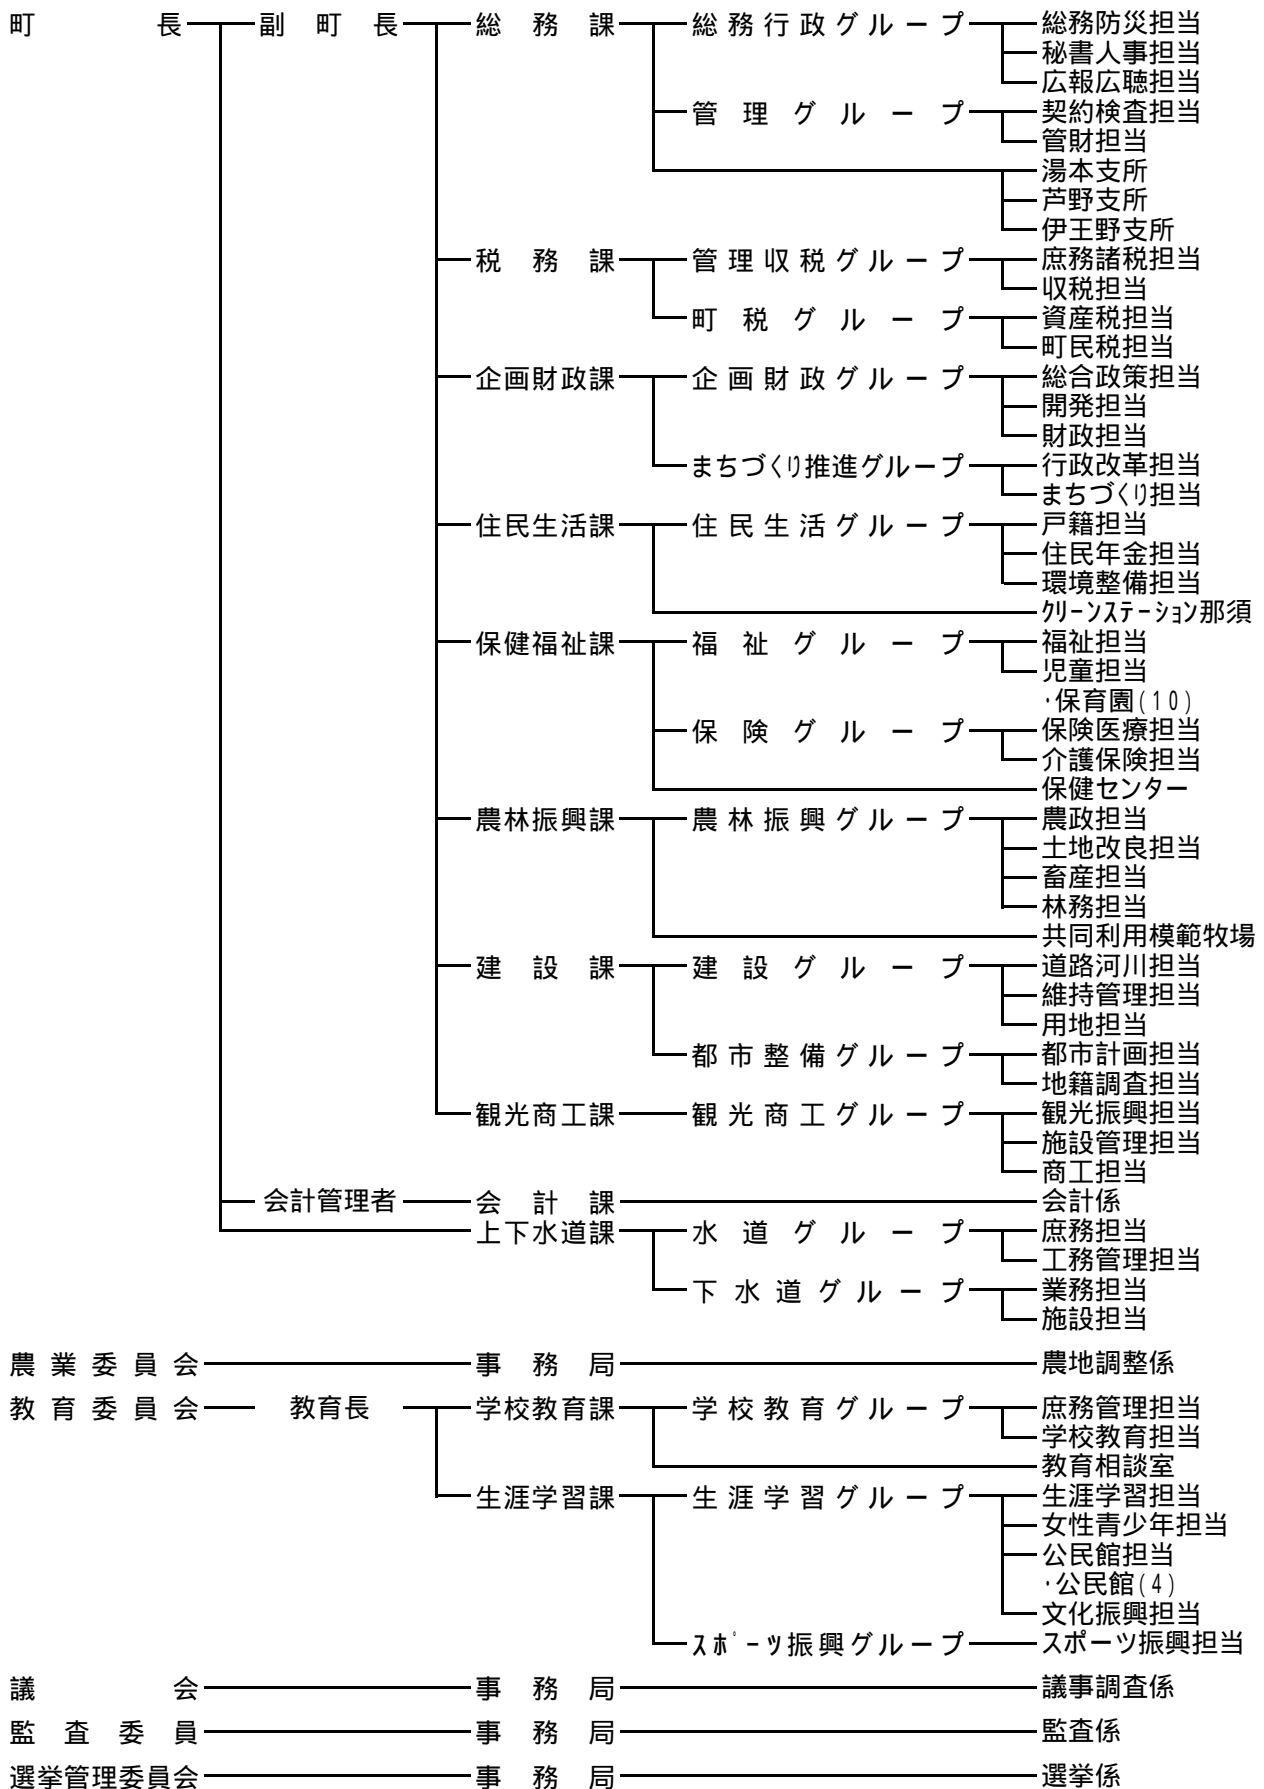 町長 副町長 総務課 総務行政グループ 総務防災担当
秘書人事担当
広報広聴担当
管理グループ 契約検査担当
管財担当
湯本支所
芦野支所
伊王野支所
税務課 管理収税グループ 庶務諸税担当
収税担当
町税グループ 資産税担当
町民税担当
企画財政課 企画財政グループ 総合政策担当
開発担当
財政担当
まちづくり推進グループ 行政改革担当
まちづくり担当
住民生活課 住民生活グループ 戸籍担当
住民年金担当
環境整備担当
ｸﾘｰﾝｽﾃｰｼｮﾝ那須
保健福祉課 福祉グループ 福祉担当
児童担当
・保育園(10)
保険グループ 保険医療担当
介護保険担当
保健センター
農林振興課 農林振興グループ 農政担当
土地改良担当
畜産担当
林務担当
共同利用模範牧場
建設課 建設グループ 道路河川担当
維持管理担当
用地担当
都市整備グループ 都市計画担当
地籍調査担当
観光商工課 観光商工グループ 観光振興担当
施設管理担当
商工担当
会計管理者 会計課 会計係
上下水道課 水道グループ 庶務担当
工務管理担当
下水道グループ 業務担当
施設担当
農業委員会 事務局 農地調整係
教育委員会 教育長 学校教育課 学校教育グループ 庶務管理担当
学校教育担当
教育相談室
生涯学習課 生涯学習グループ 生涯学習担当
女性青少年担当
公民館担当
・公民館(4)
文化振興担当
ｽﾎﾟｰﾂ振興グループ スポーツ振興担当
議会 事務局 議事調査係
監査委員 事務局 監査係
選挙管理委員会 事務局 選挙係